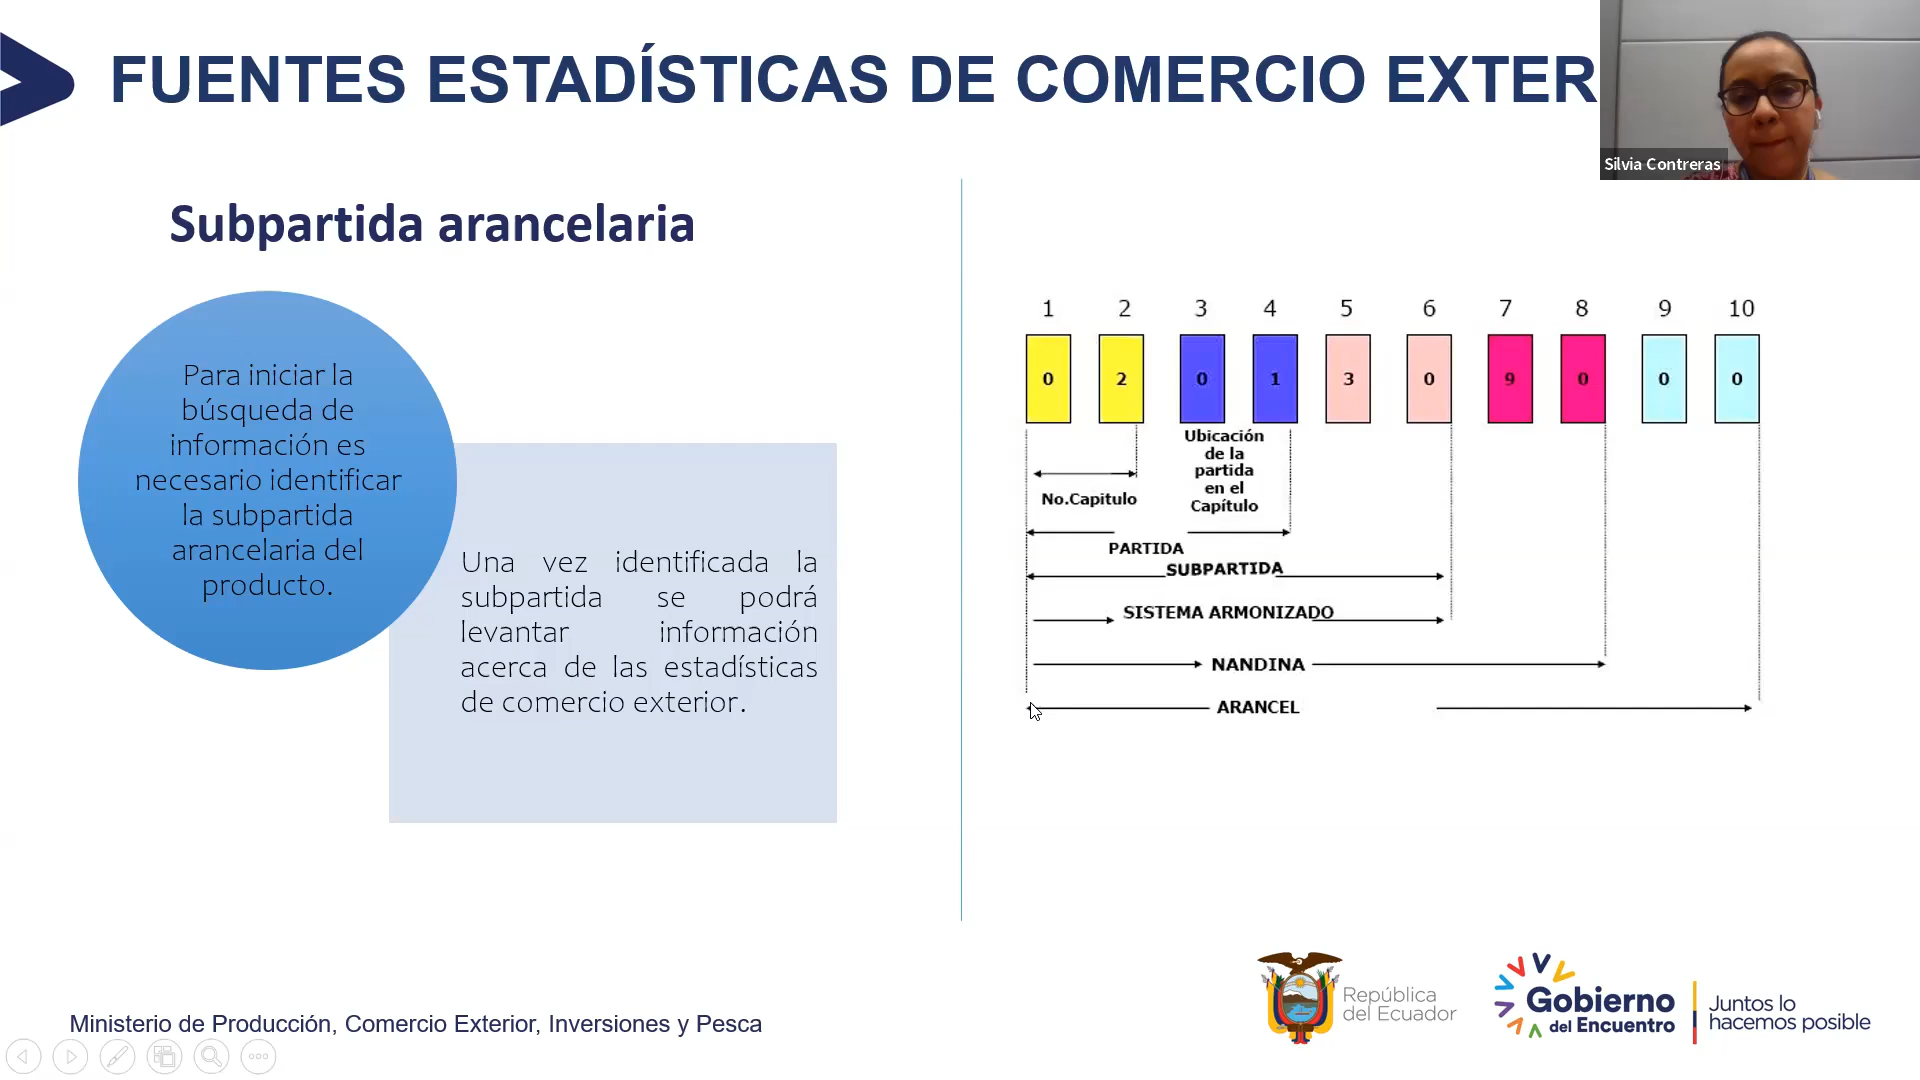 FUENTES ESTADÍSTICAS DE COMERCIO EXTER
Silvia Contreras
Subpartida arancelaria
Para iniciar la
búsqueda de
información es
necesario identificar
la subpartida
arancelaria del
producto.
Una vez identificada la
subpartida se podrá
levantar información
acerca de las estadísticas
de comercio exterior.
1 2 3 4 5 6 7 8 9 10
0 2 0 1 3 0 9 0 0 0
No.Capitulo
Ubicación
de la
partida
en el
Capítulo
PARTIDA
SUBPARTIDA
SISTEMA ARMONIZADO
NANDINA
ARANCEL
Ministerio de Producción, Comercio Exterior, Inversiones y Pesca
República
del Ecuador
Gobierno
del Encuentro
Juntos lo
hacemos posible